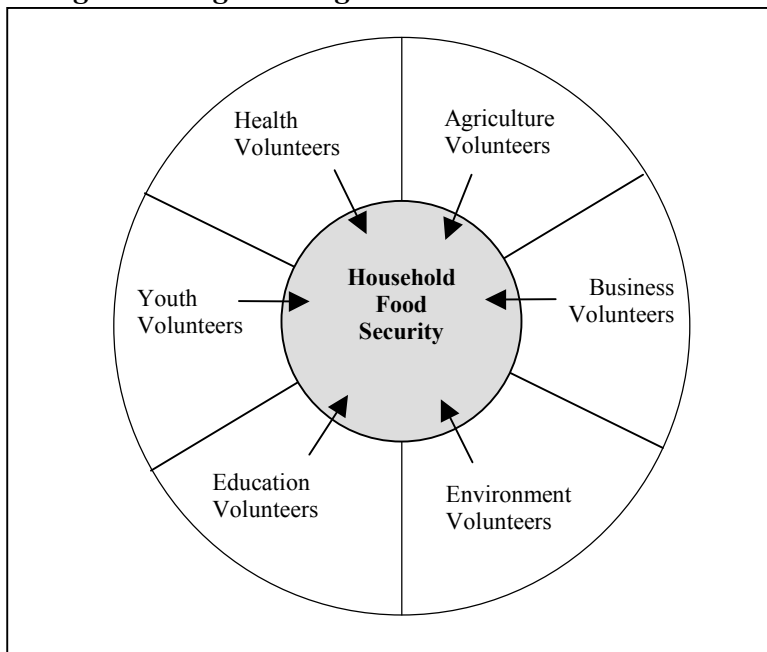 Health
Volunteers
Agriculture
Volunteers
Household
Food
Security
Youth
Volunteers
Business
Volunteers
Education
Volunteers
Environment
Volunteers